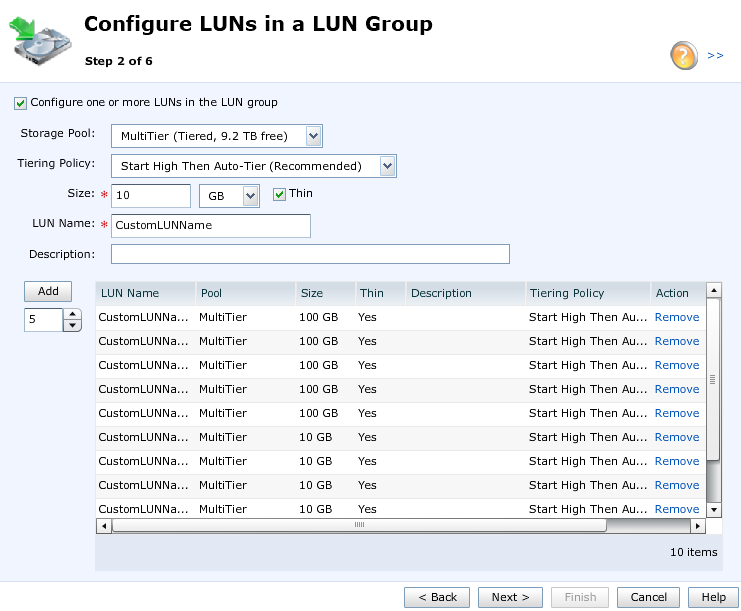 Configure LUNs in a LUN Group
Step 2 of 6
? >>
Configure one or more LUNs in the LUN group
Storage Pool: MultiTier (Tiered, 9.2 TB free)
Tiering Policy: Start High Then Auto-Tier (Recommended)
Size: * 10 GB Thin
LUN Name: * CustomLUNName
Description:
Add
5
LUN Name Pool Size Thin Description Tiering Policy Action
CustomLUNNa... MultiTier 100 GB Yes Start High Then Au... Remove
CustomLUNNa... MultiTier 100 GB Yes Start High Then Au... Remove
CustomLUNNa... MultiTier 100 GB Yes Start High Then Au... Remove
CustomLUNNa... MultiTier 100 GB Yes Start High Then Au... Remove
CustomLUNNa... MultiTier 100 GB Yes Start High Then Au... Remove
CustomLUNNa... MultiTier 10 GB Yes Start High Then Au... Remove
CustomLUNNa... MultiTier 10 GB Yes Start High Then Au... Remove
CustomLUNNa... MultiTier 10 GB Yes Start High Then Au... Remove
CustomLUNNa... MultiTier 10 GB Yes Start High Then Au... Remove
10 items
< Back Next > Finish Cancel Help